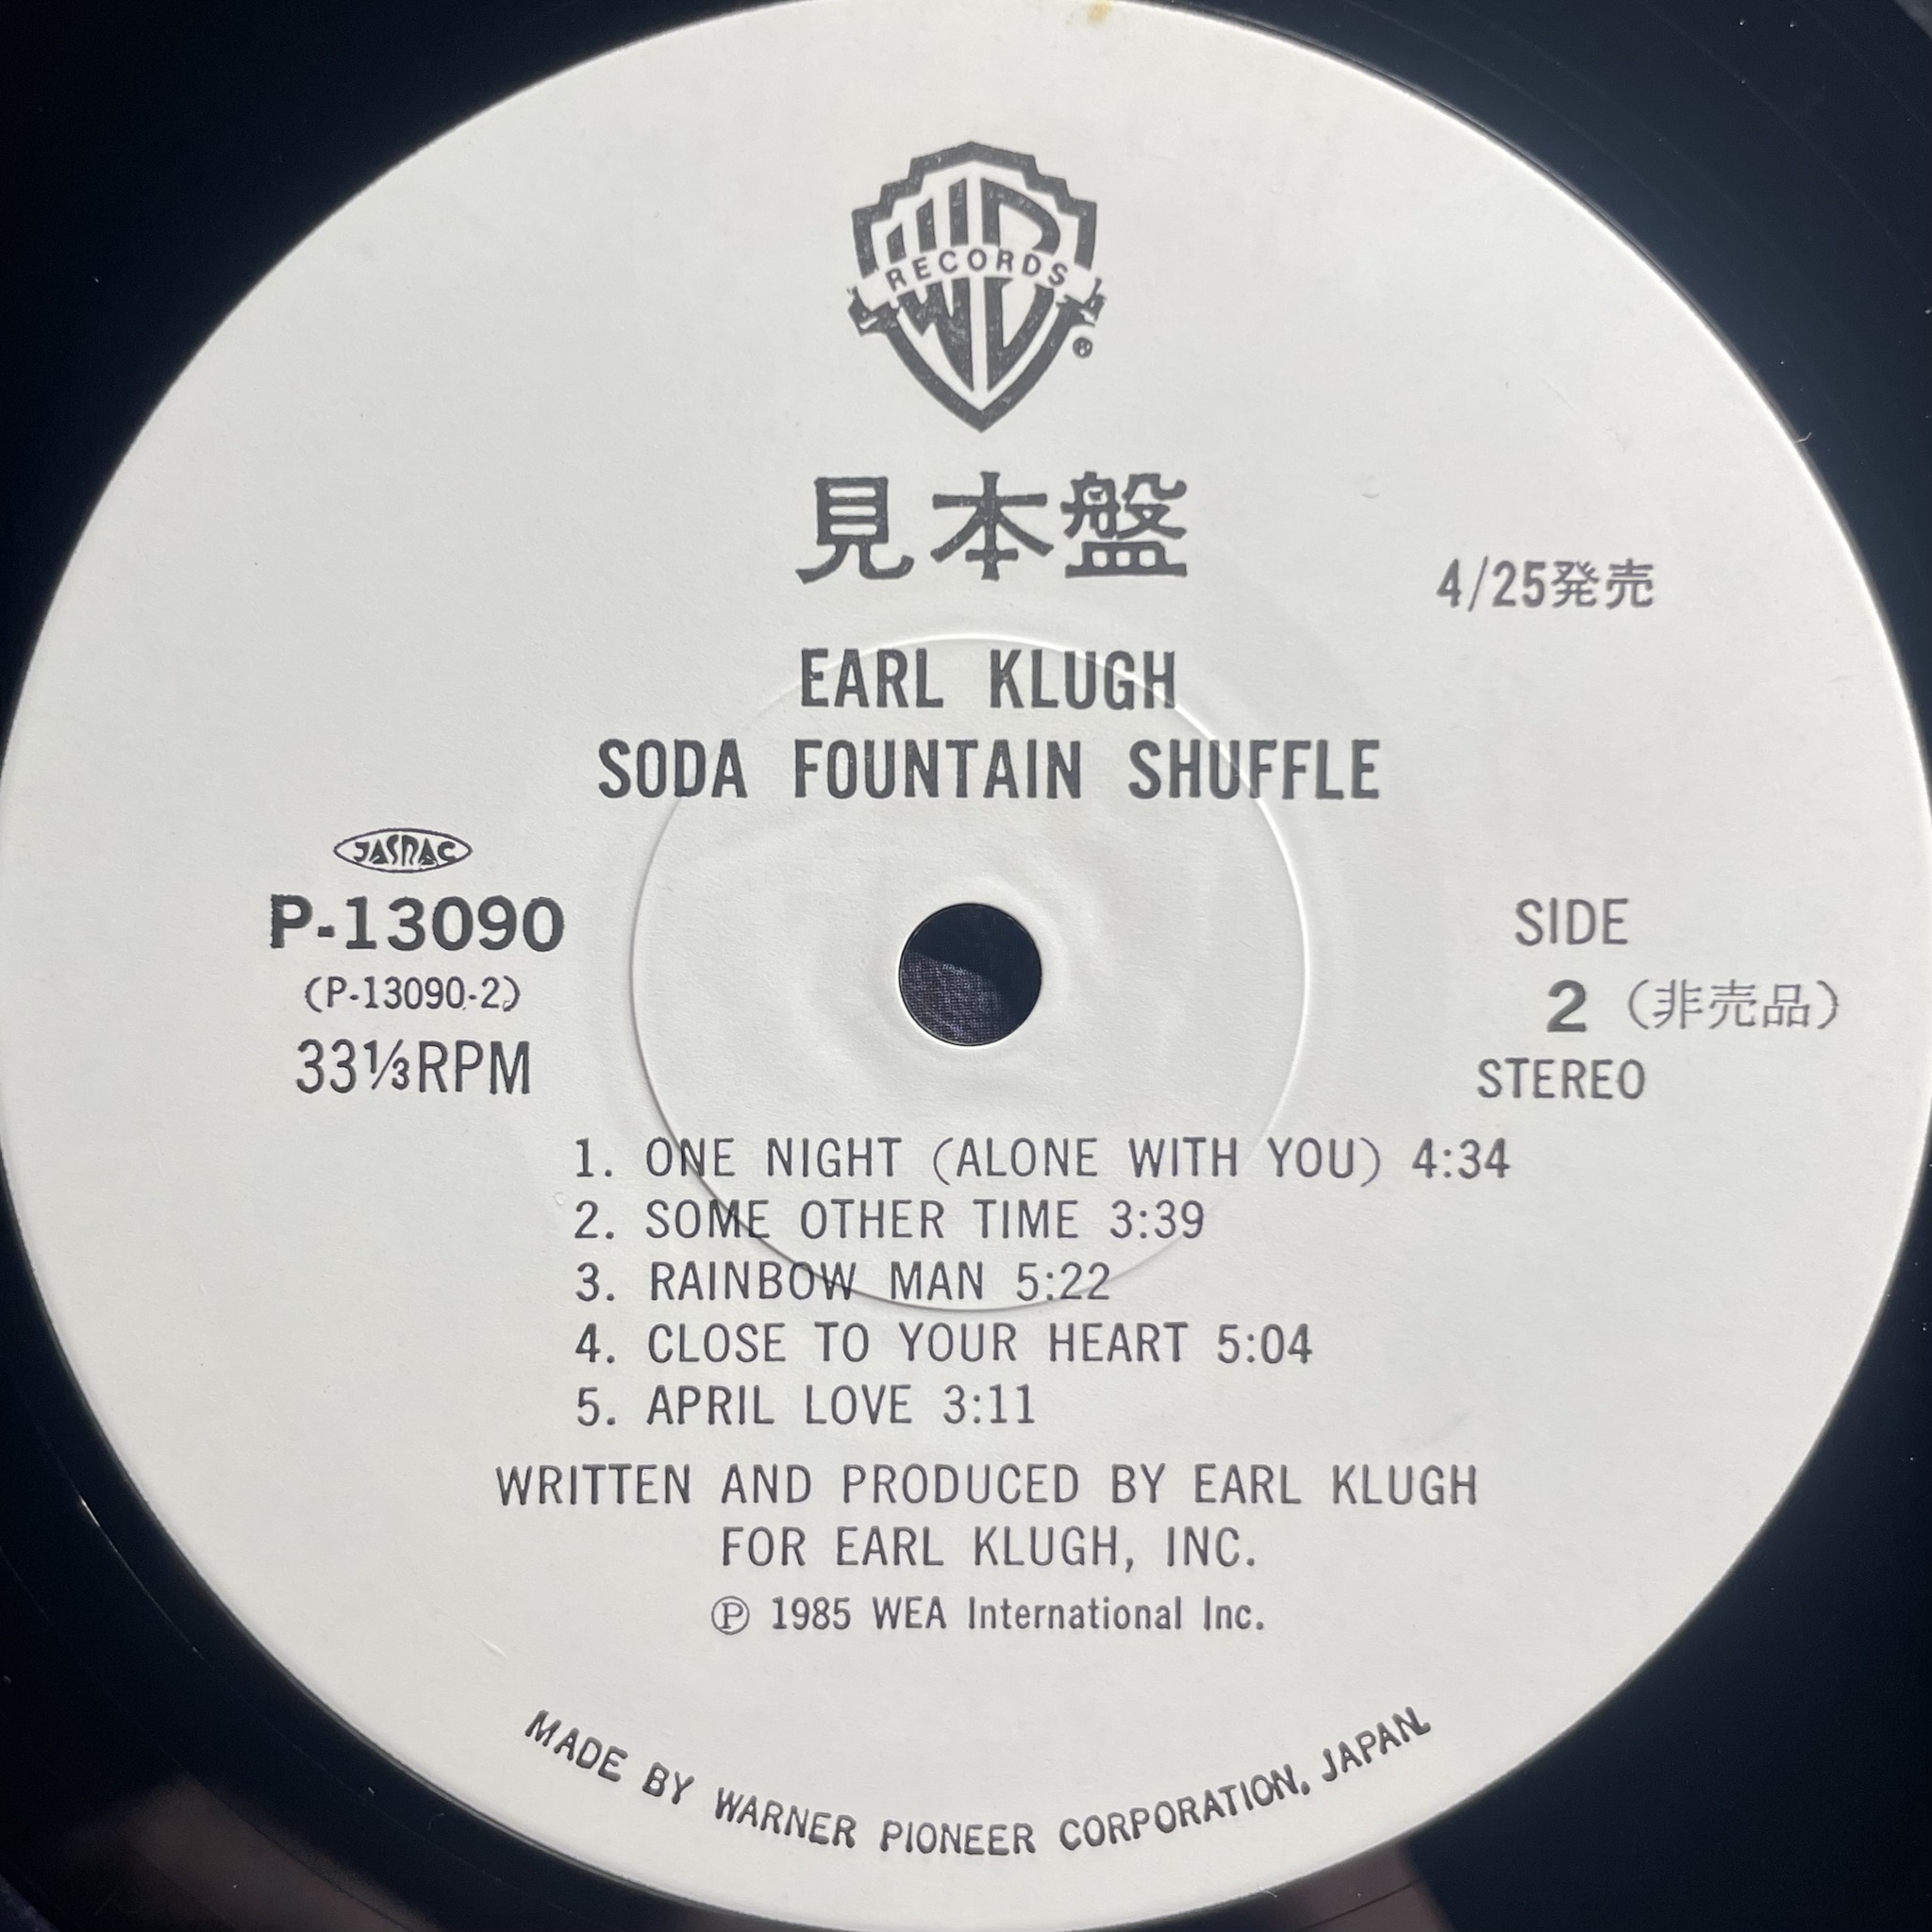 WB
RECORDS
®
見本盤
4/25発売
EARL KLUGH
SODA FOUNTAIN SHUFFLE
JASRAC
P-13090
(P-13090-2)
33⅓RPM
SIDE
2（非売品）
STEREO
1. ONE NIGHT (ALONE WITH YOU) 4:34
2. SOME OTHER TIME 3:39
3. RAINBOW MAN 5:22
4. CLOSE TO YOUR HEART 5:04
5. APRIL LOVE 3:11
WRITTEN AND PRODUCED BY EARL KLUGH
FOR EARL KLUGH, INC.
Ⓟ 1985 WEA International Inc.
MADE BY WARNER PIONEER CORPORATION, JAPAN.